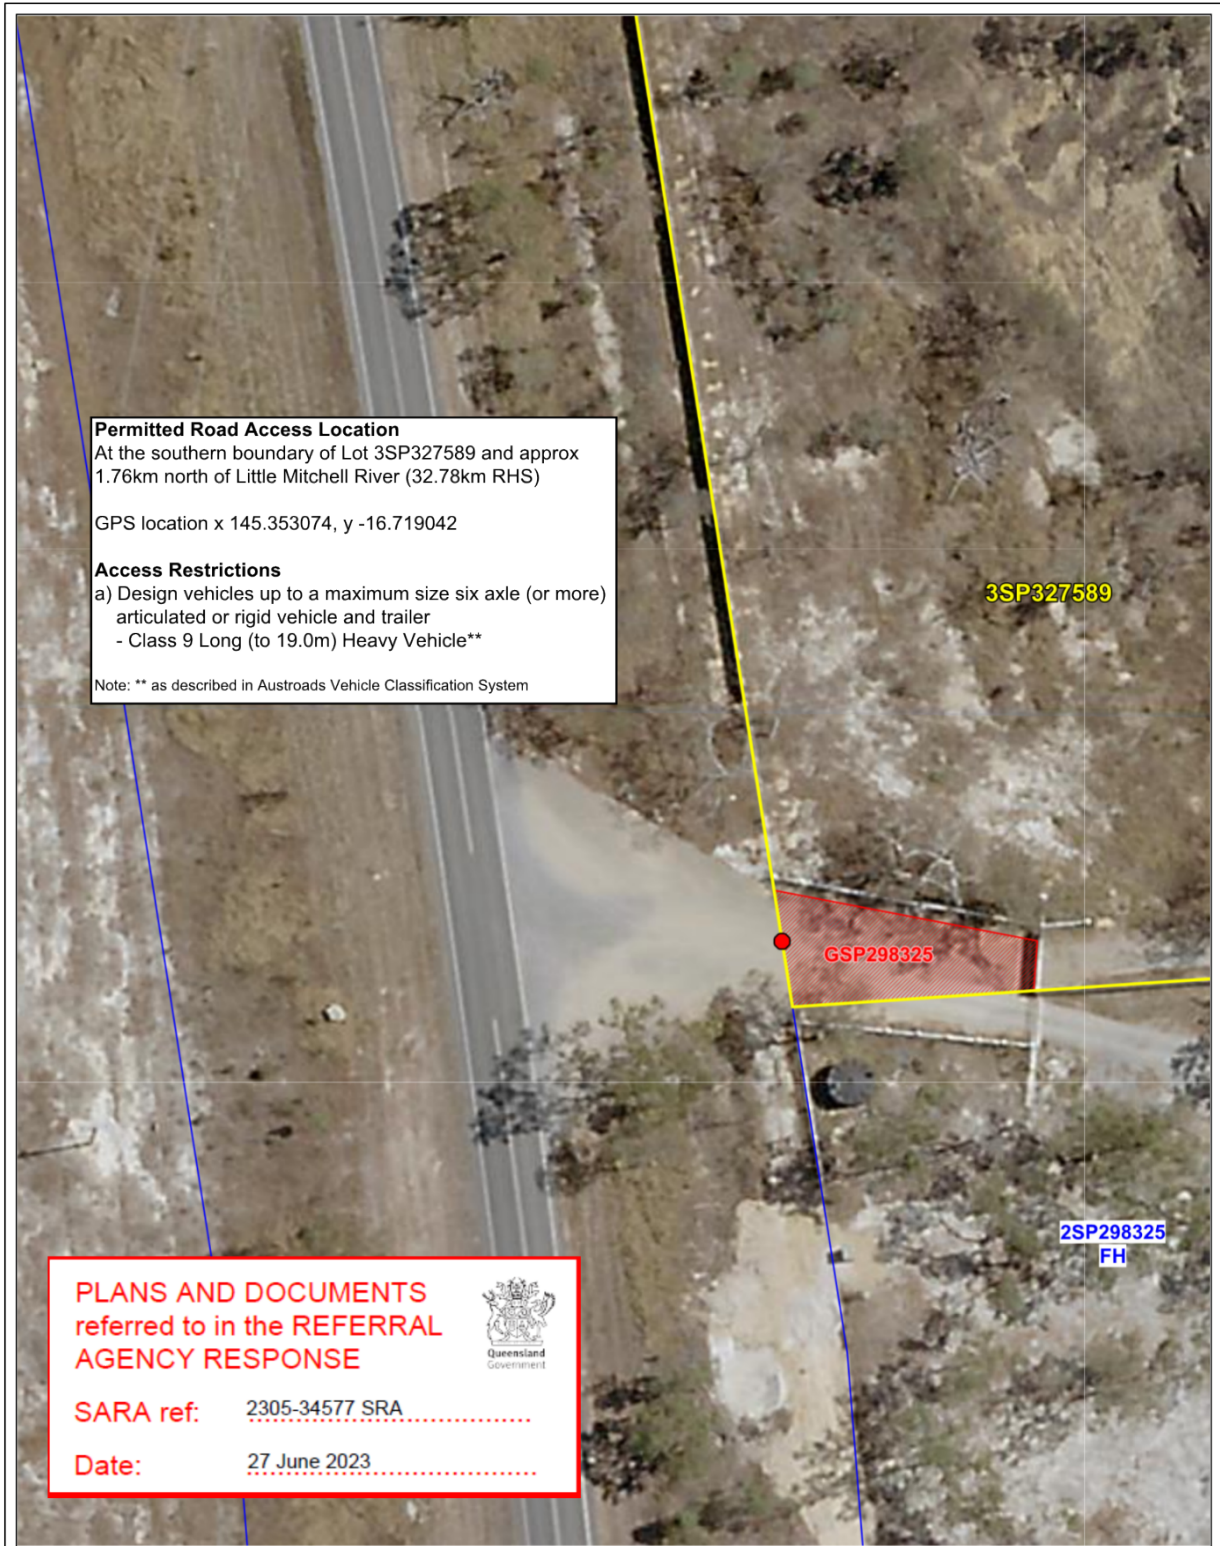 Permitted Road Access Location
At the southern boundary of Lot 3SP327589 and approx
1.76km north of Little Mitchell River (32.78km RHS)
GPS location x 145.353074, y -16.719042
Access Restrictions
a) Design vehicles up to a maximum size six axle (or more)
articulated or rigid vehicle and trailer
- Class 9 Long (to 19.0m) Heavy Vehicle**
Note: ** as described in Austroads Vehicle Classification System
3SP327589
GSP298325
2SP298325
FH
PLANS AND DOCUMENTS
referred to in the REFERRAL
AGENCY RESPONSE
Queensland
Government
SARA ref: 2305-34577 SRA
Date: 27 June 2023